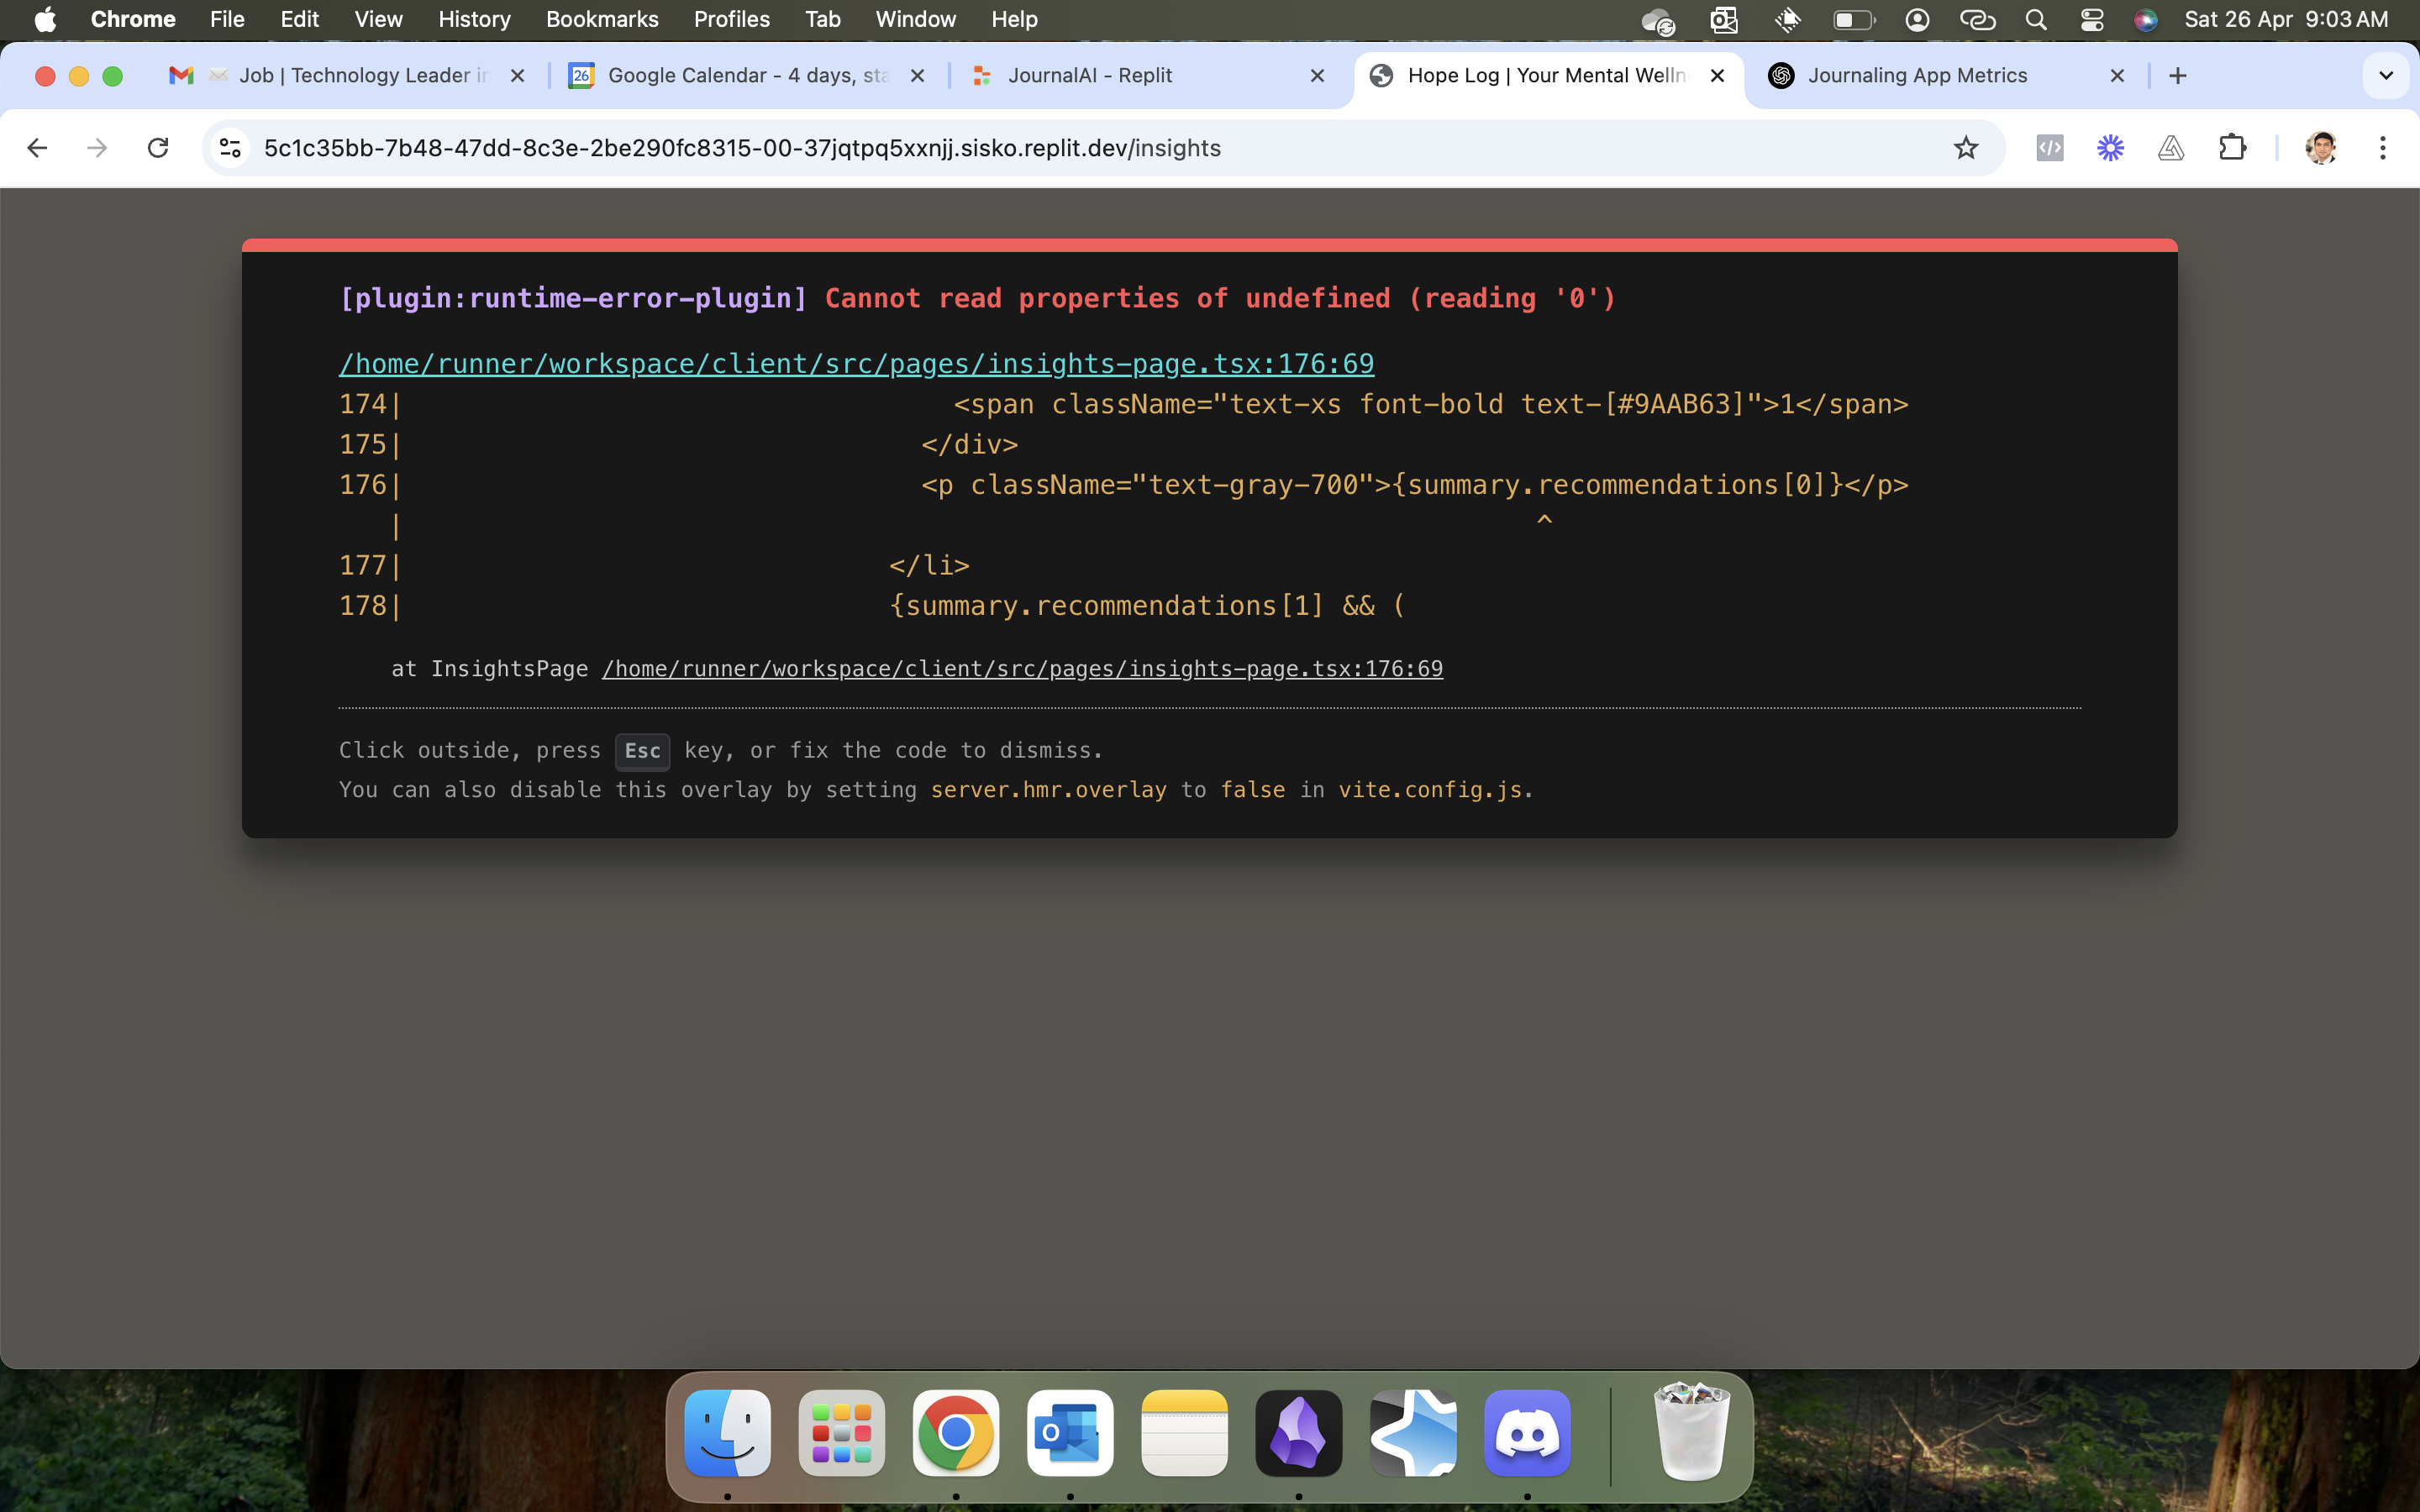 Chrome File Edit View History Bookmarks Profiles Tab Window Help Sat 26 Apr 9:03 AM
Job | Technology Leader Google Calendar - 4 days, JournalAI - Replit Hope Log | Your Mental Journaling App Metrics
5c1c35bb-7b48-47dd-8c3e-2be290fc8315-00-37jqtpq5xxnjj.sisko.replit.dev/insights
[plugin:runtime-error-plugin] Cannot read properties of undefined (reading '0')
/home/runner/workspace/client/src/pages/insights-page.tsx:176:69
174| <span className="text-xs font-bold text-[#9AAB63]">1</span>
175| </div>
176| <p className="text-gray-700">{summary.recommendations[0]}</p>
| ^
177| </li>
178| {summary.recommendations[1] && (
at InsightsPage /home/runner/workspace/client/src/pages/insights-page.tsx:176:69
Click outside, press Esc key, or fix the code to dismiss.
You can also disable this overlay by setting server.hmr.overlay to false in vite.config.js.